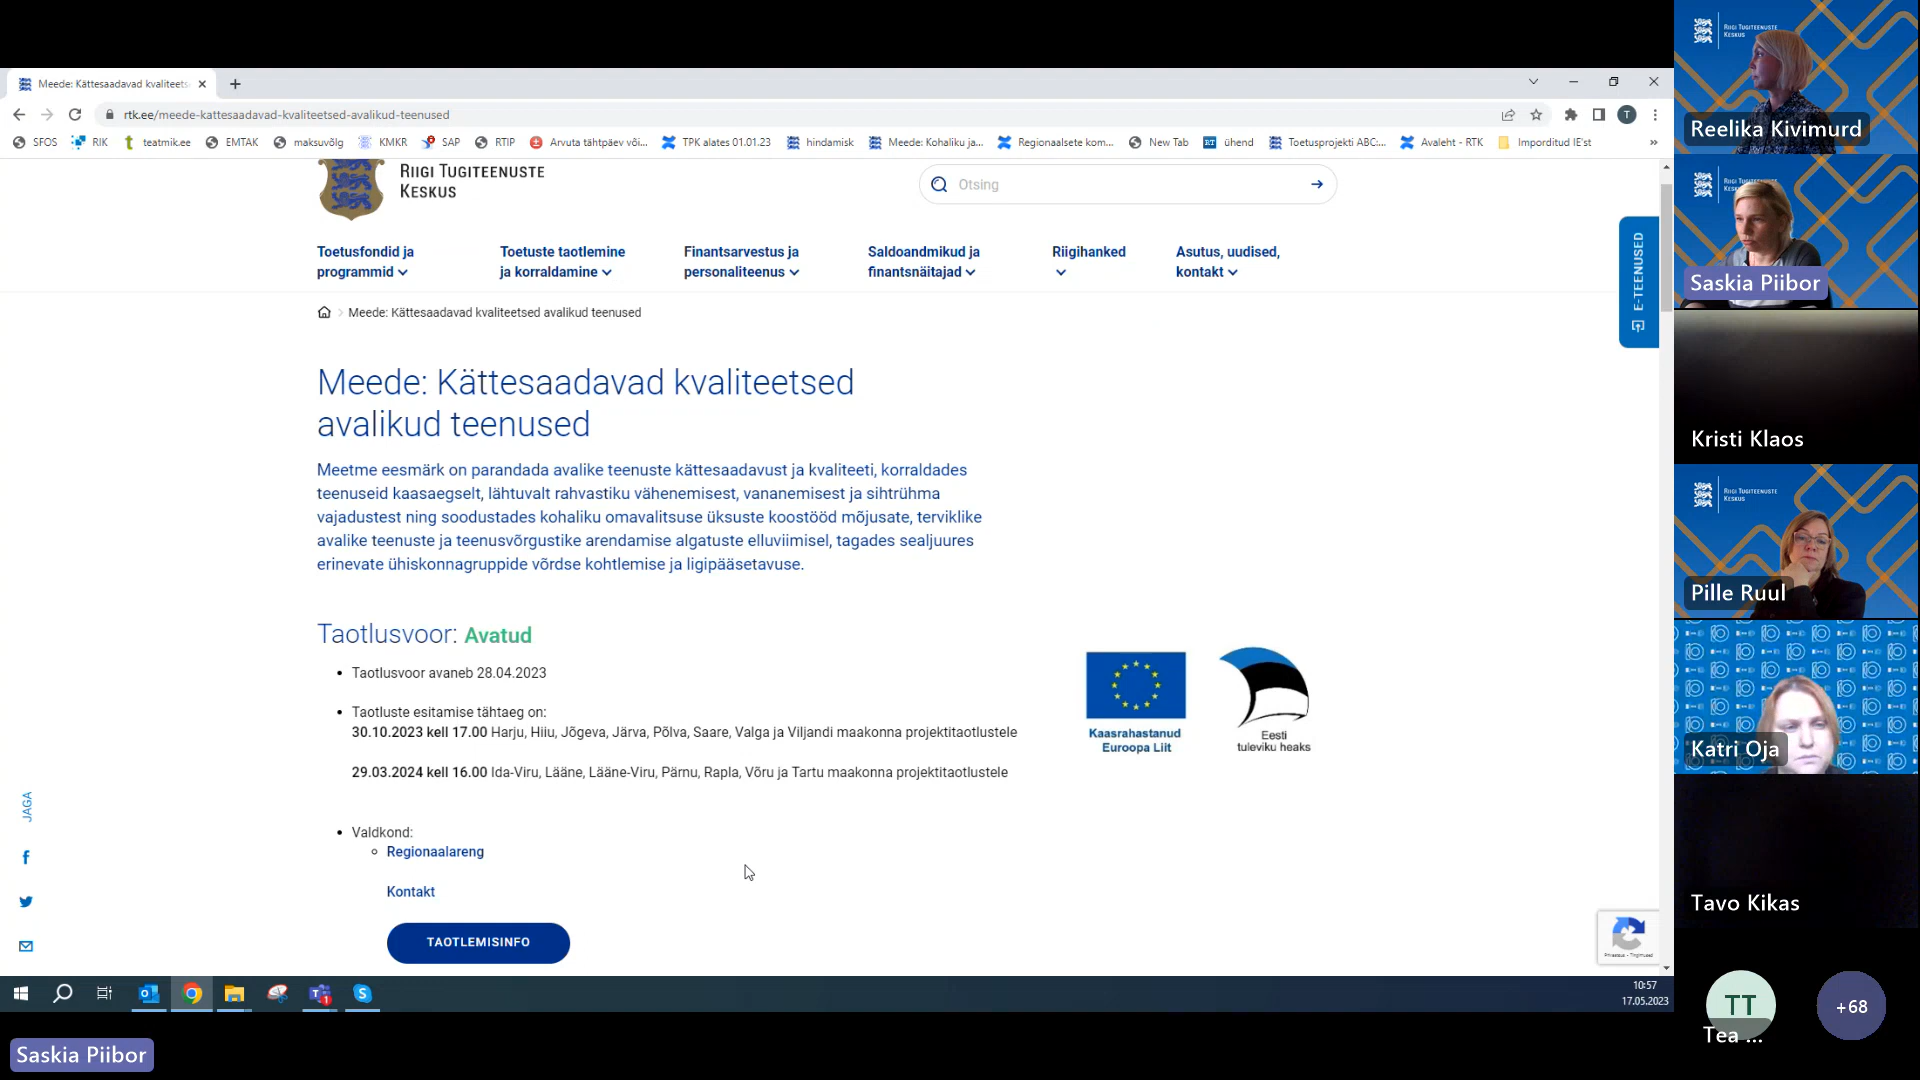 Meede: Kättesaadavad kvaliteets
rtk.ee/meede-kattesaadavad-kvaliteetsed-avalikud-teenused
T
SFOS
RIK
teatmik.ee
EMTAK
maksuvõlg
KMKR
SAP
RTIP
Arvuta tähtpäev või...
TPK alates 01.01.23
hindamisk
Meede: Kohaliku ja...
Regionaalsete kom...
New Tab
ühend
Toetusprojekti ABC:...
Avaleht - RTK
Imporditud IE'st
RIIGI TUGITEENUSTE
KESKUS
Otsing
Toetusfondid ja
programmid
Toetuste taotlemine
ja korraldamine
Finantsarvestus ja
personaliteenus
Saldoandmikud ja
finantsnäitajad
Riigihanked
Asutus, uudised,
kontakt
E-TEENUSED
Meede: Kättesaadavad kvaliteetsed avalikud teenused
Meede: Kättesaadavad kvaliteetsed
avalikud teenused
Meetme eesmärk on parandada avalike teenuste kättesaadavust ja kvaliteeti, korraldades
teenuseid kaasaegselt, lähtuvalt rahvastiku vähenemisest, vananemisest ja sihtrühma
vajadustest ning soodustades kohaliku omavalitsuse üksuste koostööd mõjusate, terviklike
avalike teenuste ja teenusvõrgustike arendamise algatuste elluviimisel, tagades sealjuures
erinevate ühiskonnagruppide võrdse kohtlemise ja ligipääsetavuse.
Taotlusvoor: Avatud
Taotlusvoor avaneb 28.04.2023
Taotluste esitamise tähtaeg on:
30.10.2023 kell 17.00 Harju, Hiiu, Jõgeva, Järva, Põlva, Saare, Valga ja Viljandi maakonna projektitaotlustele
29.03.2024 kell 16.00 Ida-Viru, Lääne, Lääne-Viru, Pärnu, Rapla, Võru ja Tartu maakonna projektitaotlustele
Kaasrahastanud
Euroopa Liit
Eesti
tuleviku heaks
Valdkond:
Regionaalareng
Kontakt
TAOTLEMISINFO
JAGA
Privaatsus - Tingimused
10:57
17.05.2023
Saskia Piibor
RIIGI TUGITEENUSTE
KESKUS
Reelika Kivimurd
Saskia Piibor
Kristi Klaos
RIIGI TUGITEENUSTE
KESKUS
Pille Ruul
Katri Oja
Tavo Kikas
TT
Tea ...
+68